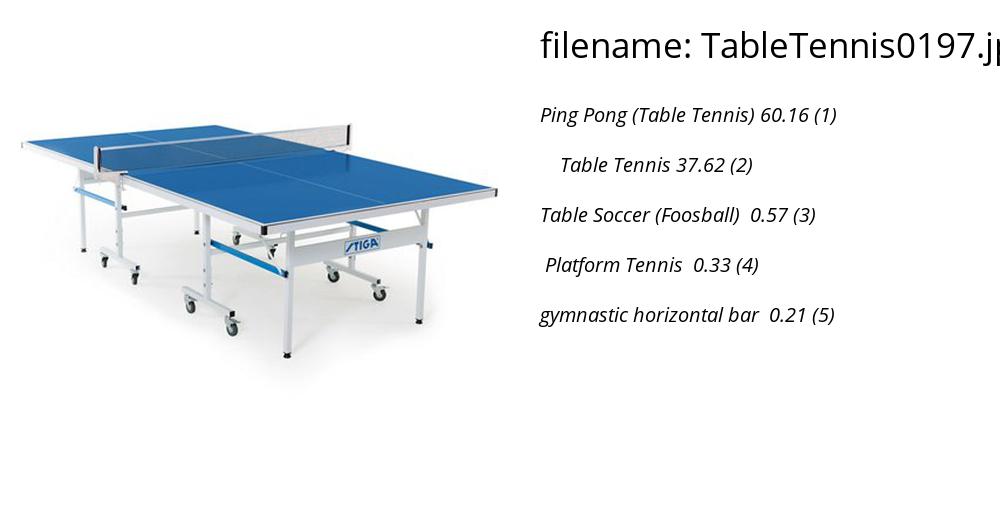 filename: TableTennis0197.jp
Ping Pong (Table Tennis) 60.16 (1)
Table Tennis 37.62 (2)
Table Soccer (Foosball) 0.57 (3)
Platform Tennis 0.33 (4)
gymnastic horizontal bar 0.21 (5)
STIGA